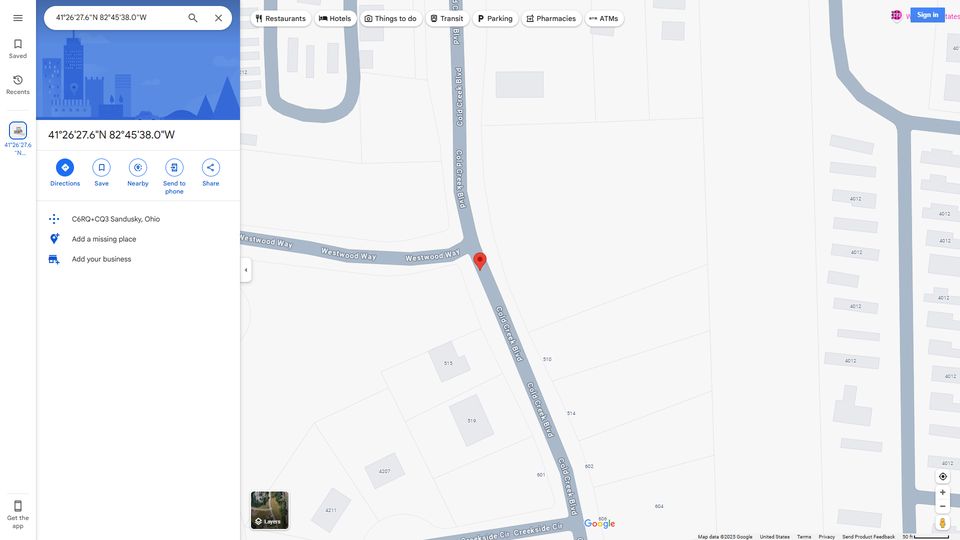 41°26'27.6"N 82°45'38.0"W
Restaurants
Hotels
Things to do
Transit
Parking
Pharmacies
ATMs
Sign in
Saved
Recents
41°26'27.6
"N...
41°26'27.6"N 82°45'38.0"W
Directions
Save
Nearby
Send to
phone
Share
C6RQ+CQ3 Sandusky, Ohio
Add a missing place
Add your business
Get the
app
Cold Creek Blvd
Cold Creek Blvd
Westwood Way
Westwood Way
Westwood Way
Cold Creek Blvd
Cold Creek Blvd
Cold Creek Blvd
510
515
514
519
4207
4211
601
602
604
606
4012
4012
4012
4012
4012
4012
4012
4012
4012
Creekside Cir
Creekside Cir
Layers
Google
Map data ©2025 Google
United States
Terms
Privacy
Send Product Feedback
50 ft